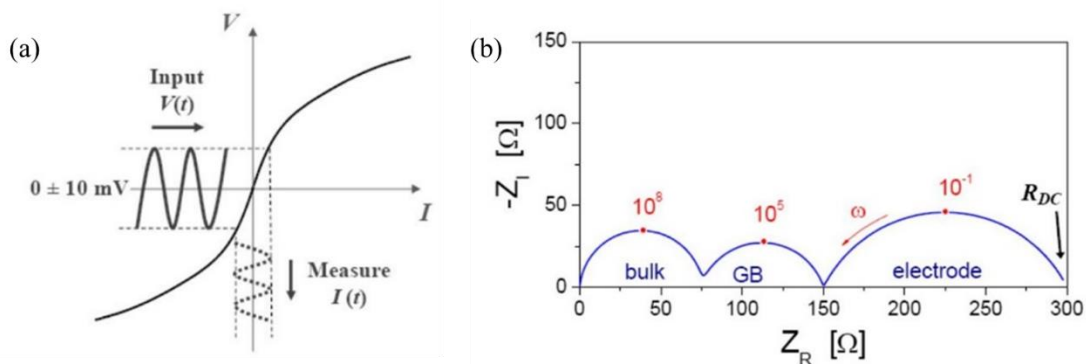 (a)
V
Input
V(t)
0 ± 10 mV
I
Measure
I (t)
(b)
150
100
50
0
-Z_I [Ω]
10^8
10^5
10^-1
ω
R_DC
bulk
GB
electrode
0
50
100
150
200
250
300
Z_R [Ω]